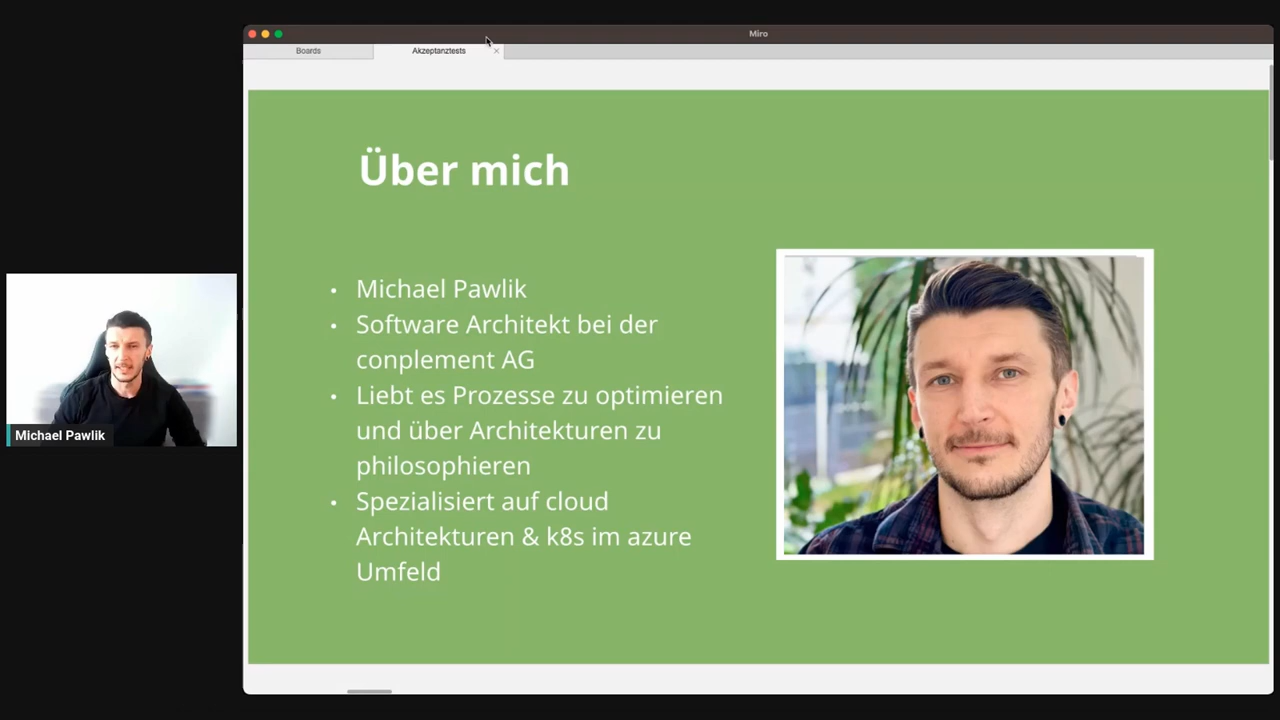 Miro
Boards
Akzeptanztests
Über mich
• Michael Pawlik
• Software Architekt bei der
conplement AG
• Liebt es Prozesse zu optimieren
und über Architekturen zu
philosophieren
• Spezialisiert auf cloud
Architekturen & k8s im azure
Umfeld
Michael Pawlik